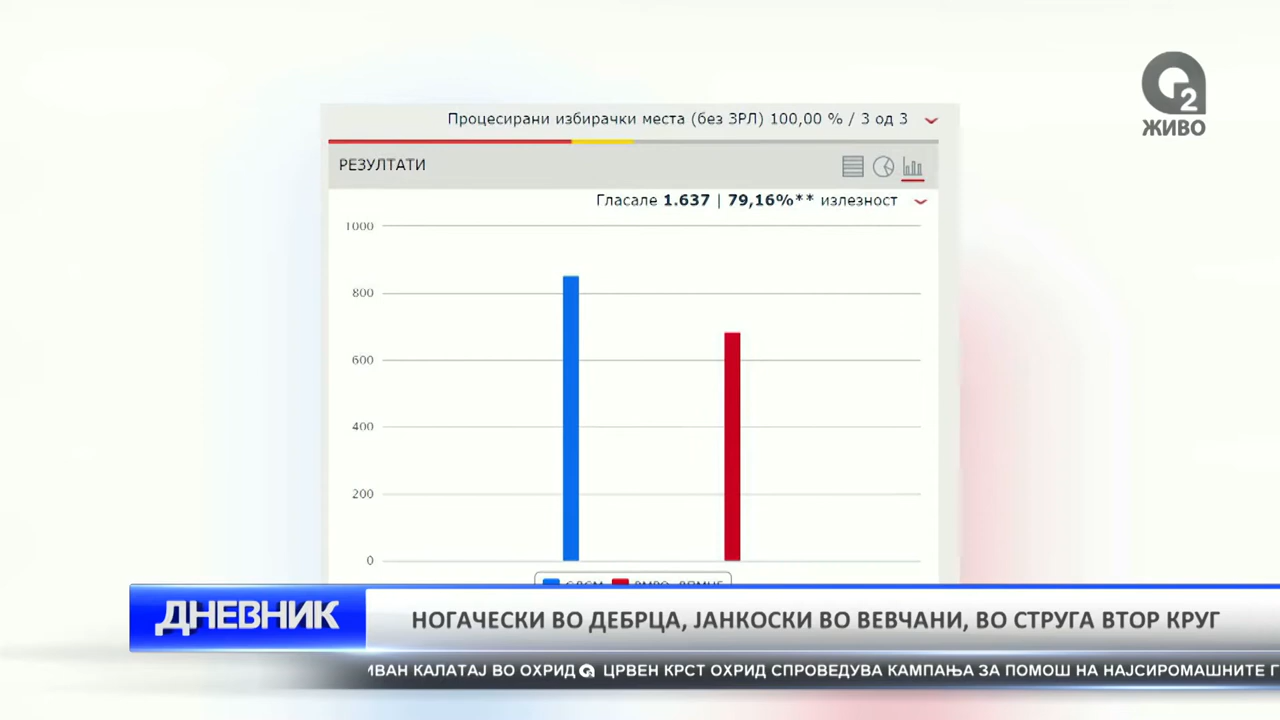 2
ЖИВО
Процесирани избирачки места (без ЗРЛ) 100,00 % / 3 од 3
РЕЗУЛТАТИ
Гласале 1.637 | 79,16%** излезност
1000
800
600
400
200
0
ДНЕВНИК
НОГАЧЕСКИ ВО ДЕБРЦА, ЈАНКОСКИ ВО ВЕВЧАНИ, ВО СТРУГА ВТОР КРУГ
ИВАН КАЛАТАЈ ВО ОХРИД ЦРВЕН КРСТ ОХРИД СПРОВЕДУВА КАМПАЊА ЗА ПОМОШ НА НАЈСИРОМАШНИТЕ Г